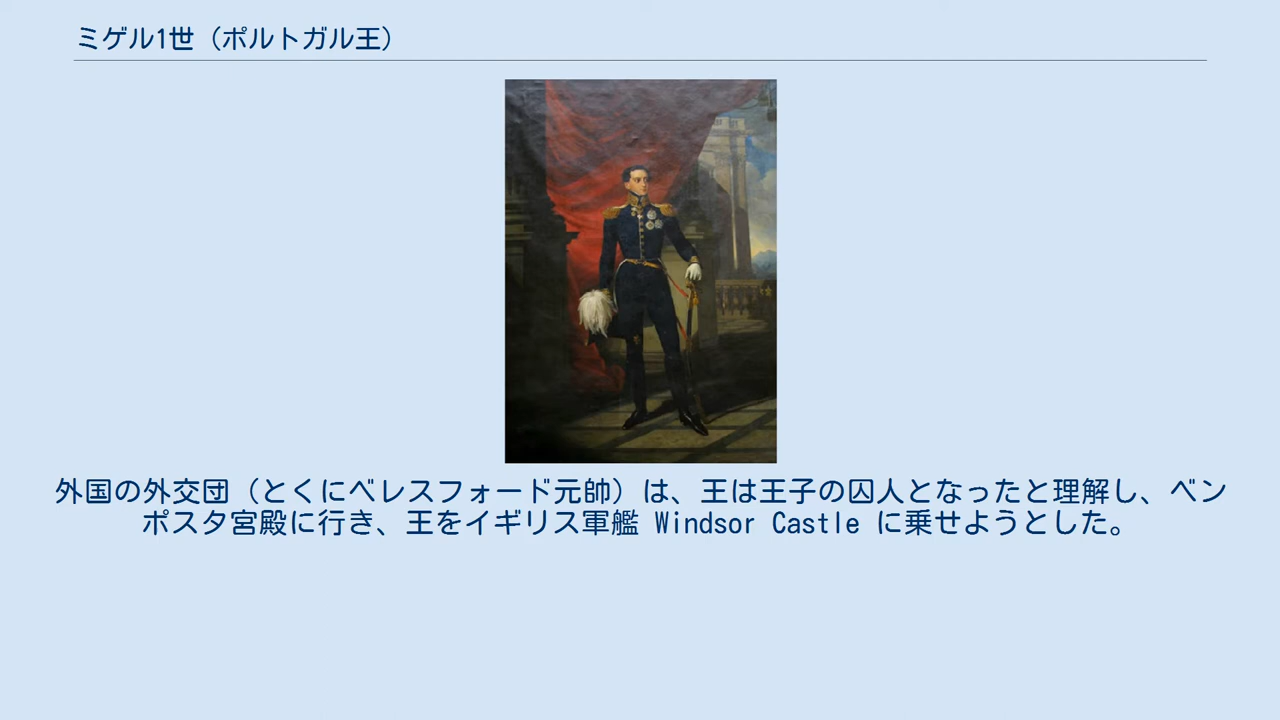 ミゲル1世（ポルトガル王）
外国の外交団（とくにベレスフォード元帥）は、王は王子の囚人となったと理解し、ベン
ポスタ宮殿に行き、王をイギリス軍艦 Windsor Castle に乗せようとした。